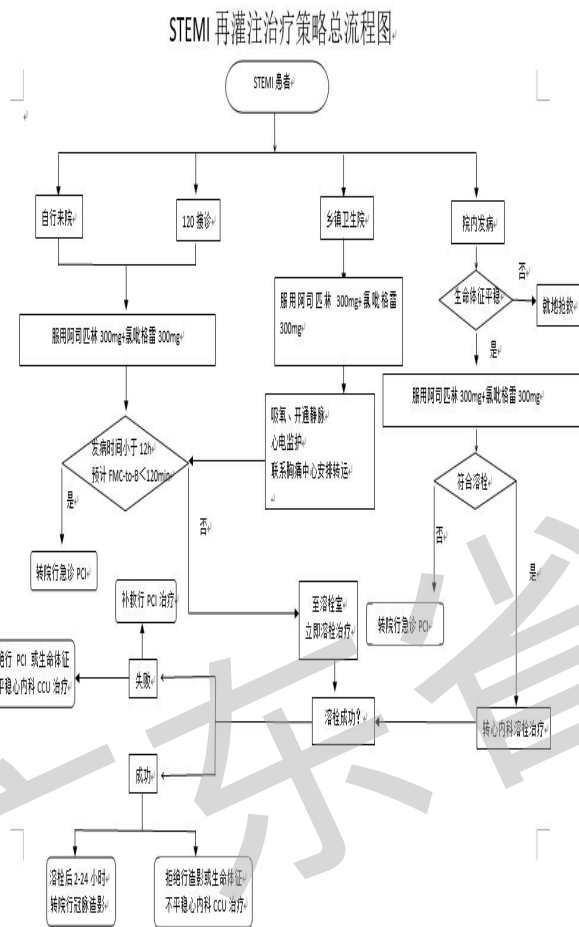 STEMI 再灌注治疗策略总流程图
STEMI 患者
自行来院
120 接诊
乡镇卫生院
院内发病
服用阿司匹林 300mg+氯吡格雷
300mg
生命体征平稳
否
就地抢救
是
服用阿司匹林 300mg+氯吡格雷 300mg
服用阿司匹林 300mg+氯吡格雷 300mg
吸氧、开通静脉
心电监护
联系胸痛中心安排转运
发病时间小于 12h
预计 FMC-to-B＜120min
符合溶栓
是
否
否
是
转院行急诊 PCI
补救行 PCI 治疗
至溶栓室
立即溶栓治疗
转院行急诊 PCI
绝行 PCI 或生命体征
平稳心内科 CCU 治疗
失败
溶栓成功？
转心内科溶栓治疗
成功
溶栓后 2-24 小时
转院行冠脉造影
拒绝行造影或生命体征
不平稳心内科 CCU 治疗
广东省